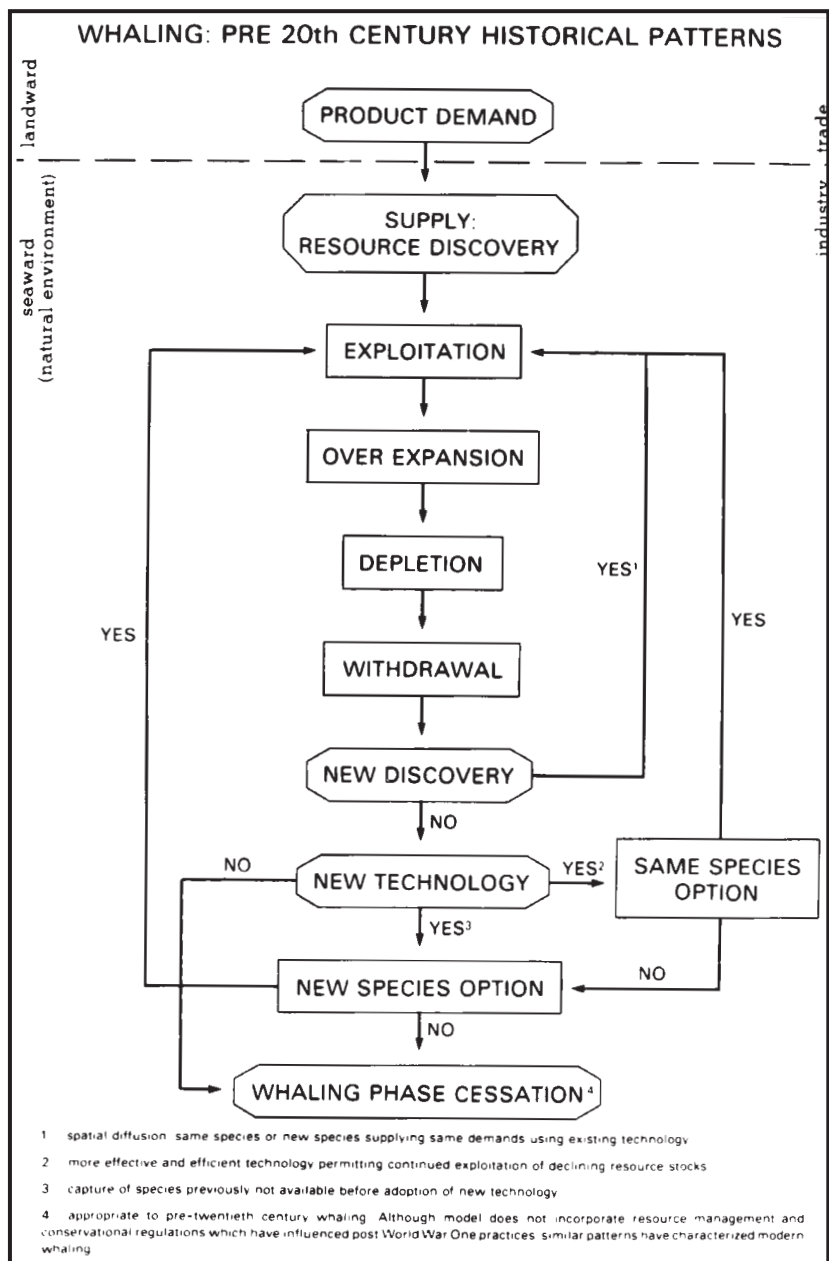 WHALING: PRE 20th CENTURY HISTORICAL PATTERNS
landward
trade
PRODUCT DEMAND
seaward
(natural environment)
industry
SUPPLY:
RESOURCE DISCOVERY
EXPLOITATION
OVER EXPANSION
DEPLETION
YES¹
YES
YES
WITHDRAWAL
NEW DISCOVERY
NO
NO
NEW TECHNOLOGY
YES²
SAME SPECIES
OPTION
YES³
NEW SPECIES OPTION
NO
NO
WHALING PHASE CESSATION⁴
1 spatial diffusion same species or new species supplying same demands using existing technology
2 more effective and efficient technology permitting continued exploitation of declining resource stocks
3 capture of species previously not available before adoption of new technology
4 appropriate to pre-twentieth century whaling Although model does not incorporate resource management and
conservational regulations which have influenced post World War One practices similar patterns have characterized modern
whaling